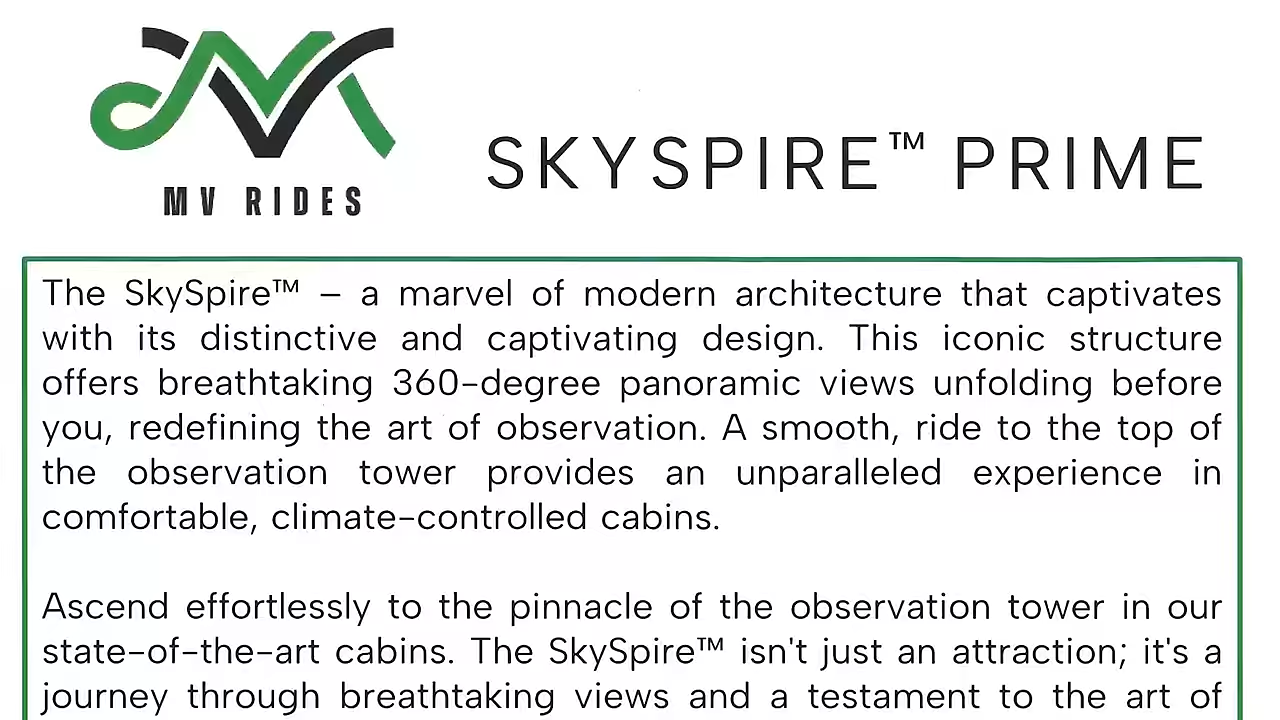 MV RIDES
SKYSPIRE™ PRIME
The SkySpire™ – a marvel of modern architecture that captivates
with its distinctive and captivating design. This iconic structure
offers breathtaking 360-degree panoramic views unfolding before
you, redefining the art of observation. A smooth, ride to the top of
the observation tower provides an unparalleled experience in
comfortable, climate-controlled cabins.
Ascend effortlessly to the pinnacle of the observation tower in our
state-of-the-art cabins. The SkySpire™ isn't just an attraction; it's a
journey through breathtaking views and a testament to the art of